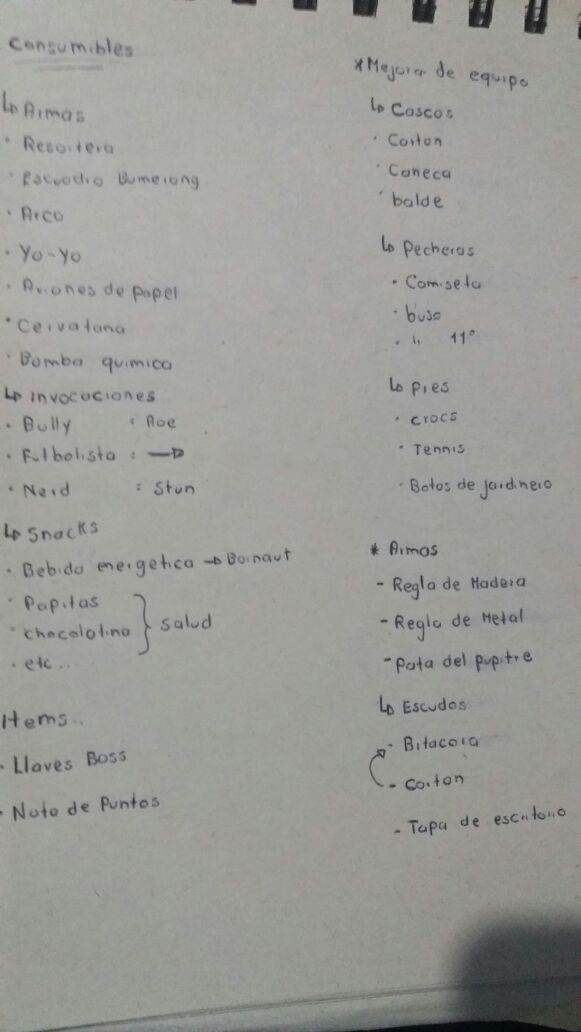 Consumibles
↳ Armas
· Resortera
· Escuadra Bumerang
· Arco
· Yo-Yo
· Aviones de papel
· Cervatana
· Bomba quimica
↳ invocaciones
· Bully : Aoe
· Futbolista : →
· Nerd : Stun
↳ Snacks
· Bebida energetica → Boinaut
· Papitas
· chocolatina } salud
· etc...
Items..
· Llaves Boss
· Nota de Puntos
*Mejorar de equipo
↳ Cascos
· Carton
· Caneca
· balde
↳ Pecheras
· Camiseta
· buso
· " 11°
↳ pies
· crocs
· Tennis
· Botas de jardinero
* Armas
- Regla de Madera
- Regla de Metal
- pata del pupitre
↳ Escudos
- Bitacora
- carton
- Tapa de escritorio